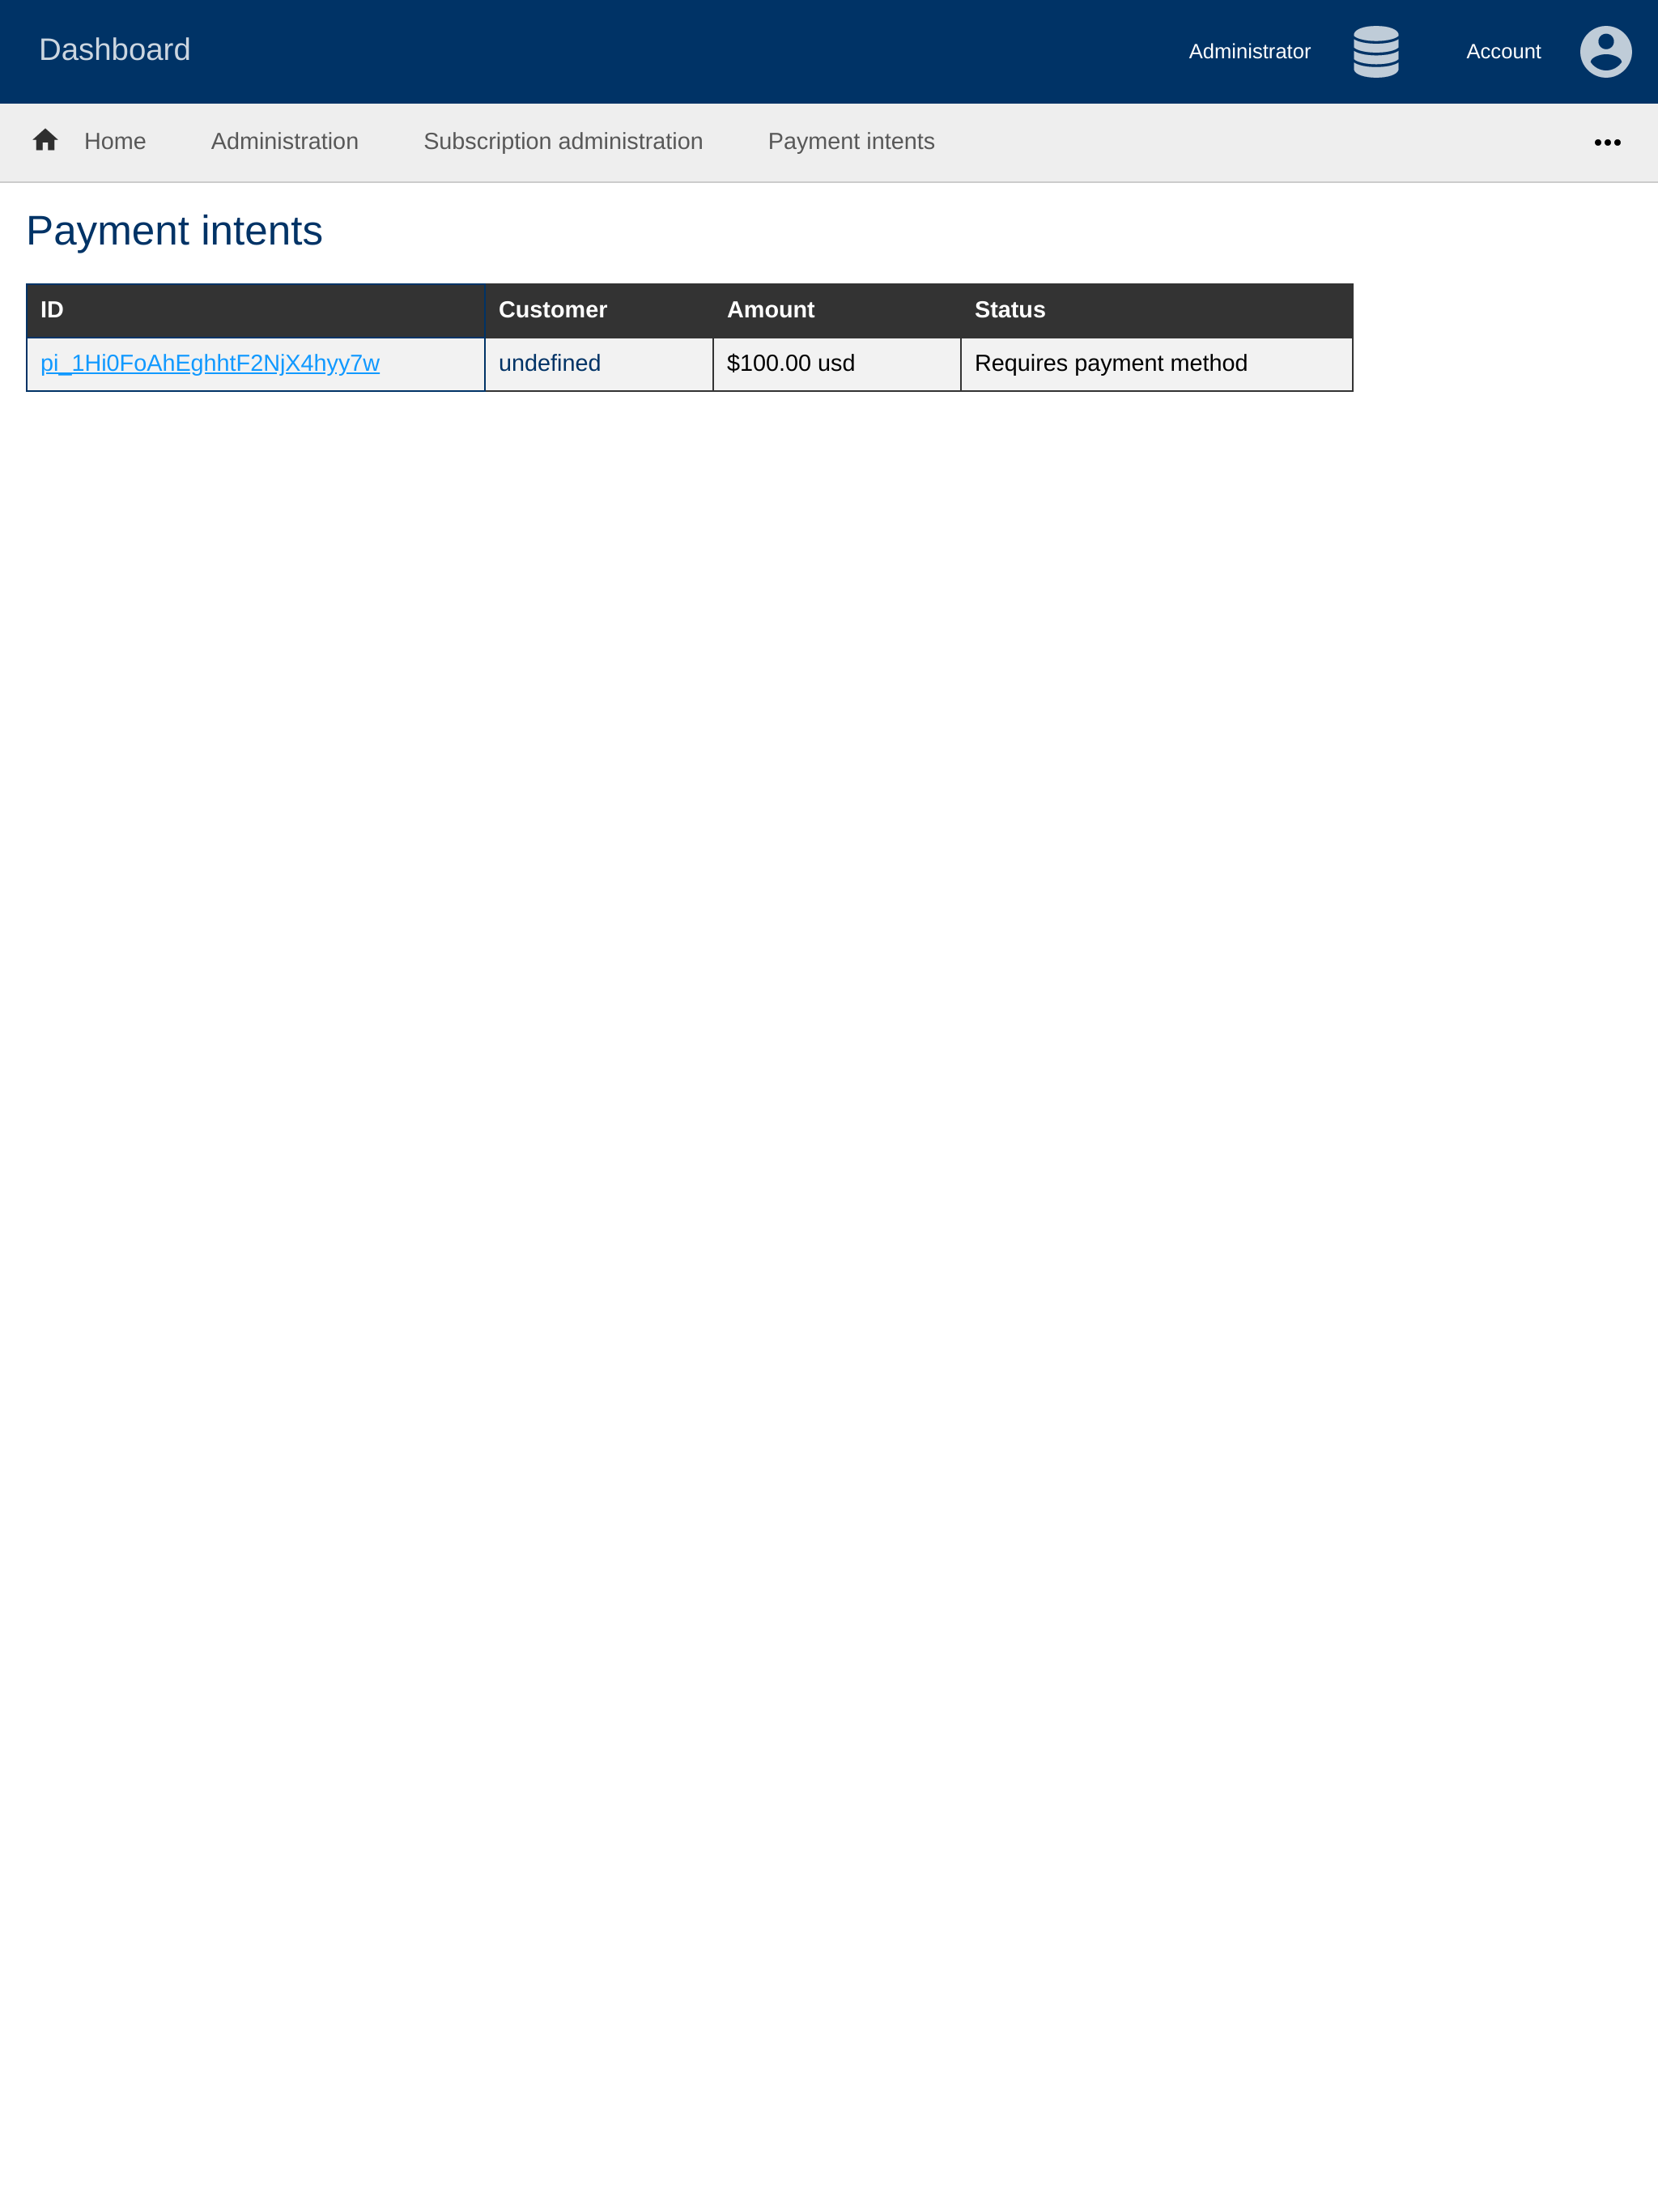 Dashboard Administrator Account
Home Administration Subscription administration Payment intents
Payment intents
ID Customer Amount Status
pi_1Hi0FoAhEghhtF2NjX4hyy7w undefined $100.00 usd Requires payment method